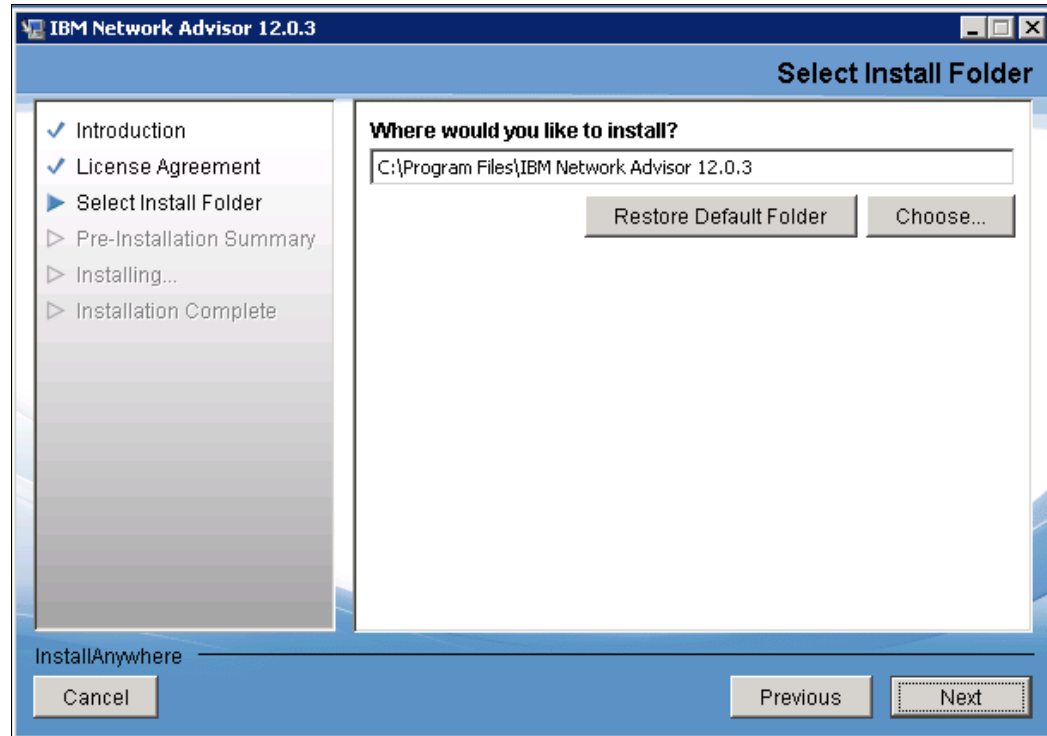 IBM Network Advisor 12.0.3
Select Install Folder
Introduction
License Agreement
Select Install Folder
Pre-Installation Summary
Installing...
Installation Complete
Where would you like to install?
C:\Program Files\IBM Network Advisor 12.0.3
Restore Default Folder
Choose...
InstallAnywhere
Cancel
Previous
Next